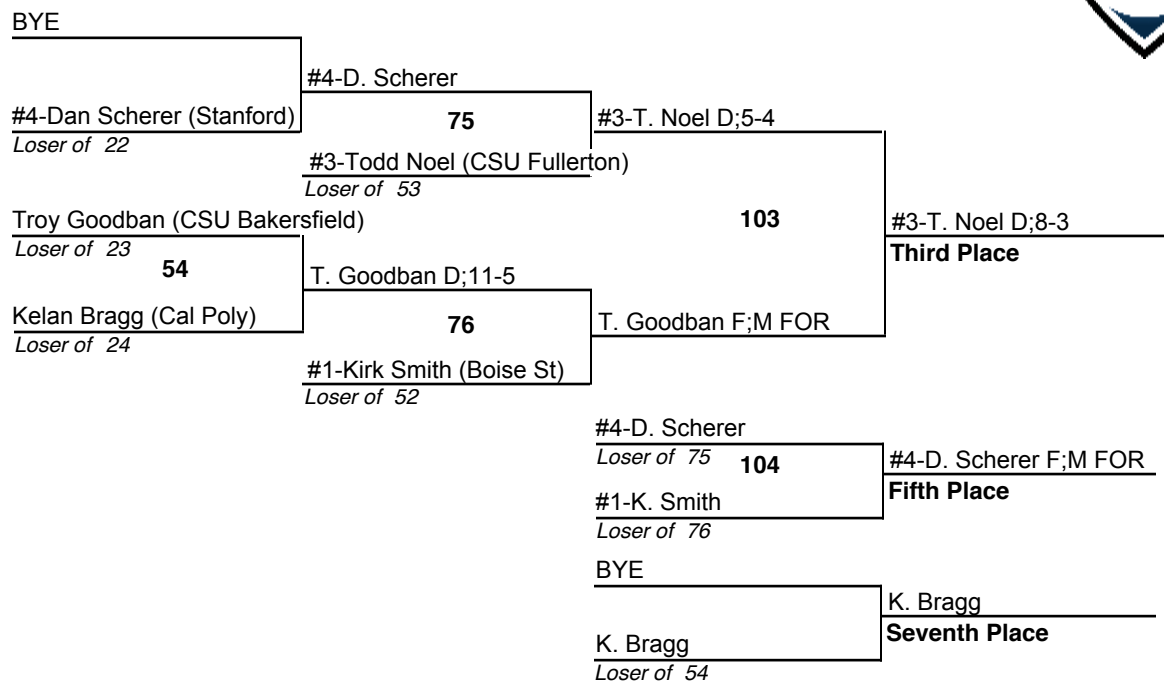 BYE
#4-D. Scherer
#4-Dan Scherer (Stanford)
75
#3-T. Noel D;5-4
Loser of 22
#3-Todd Noel (CSU Fullerton)
Loser of 53
Troy Goodban (CSU Bakersfield)
103
#3-T. Noel D;8-3
Loser of 23
Third Place
54
T. Goodban D;11-5
Kelan Bragg (Cal Poly)
76
T. Goodban F;M FOR
Loser of 24
#1-Kirk Smith (Boise St)
Loser of 52
#4-D. Scherer
Loser of 75
104
#4-D. Scherer F;M FOR
Fifth Place
#1-K. Smith
Loser of 76
BYE
K. Bragg
Seventh Place
K. Bragg
Loser of 54